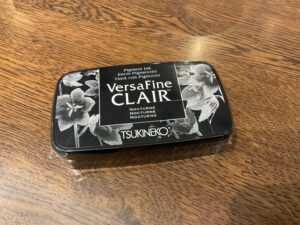 Pigment Ink
Encre Pigmentée
Tinta con Pigmento
VersaFine
CLAIR
Nocturne
Nocturne
Nocturno
TSUKINEKO